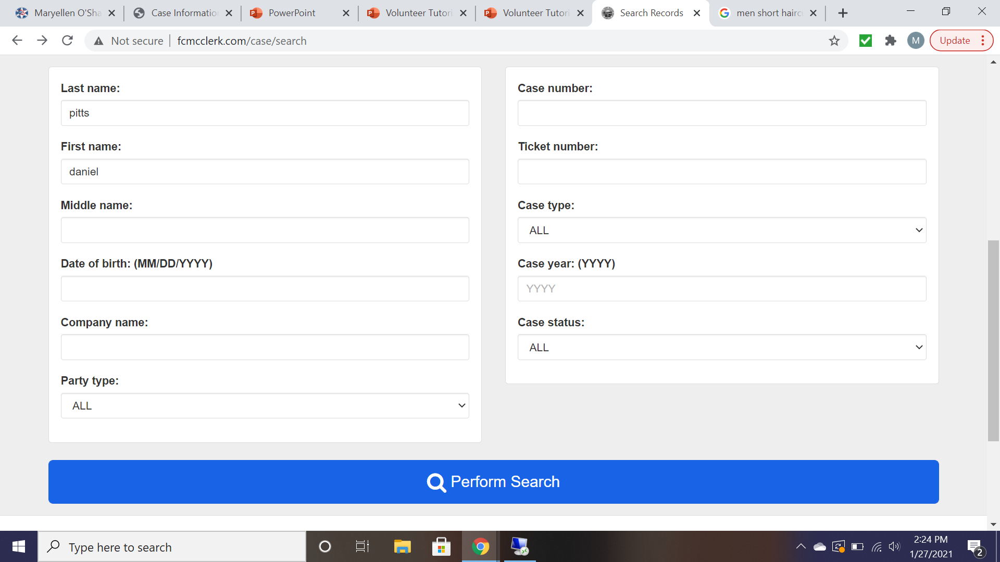 Maryellen O'Sha
Case Information
PowerPoint
Volunteer Tutori
Volunteer Tutori
Search Records
men short hairc
Not secure
fcmcclerk.com/case/search
M
Update
Last name:
pitts
First name:
daniel
Middle name:
Date of birth: (MM/DD/YYYY)
Company name:
Party type:
ALL
Case number:
Ticket number:
Case type:
ALL
Case year: (YYYY)
YYYY
Case status:
ALL
Perform Search
Type here to search
2:24 PM
1/27/2021
2